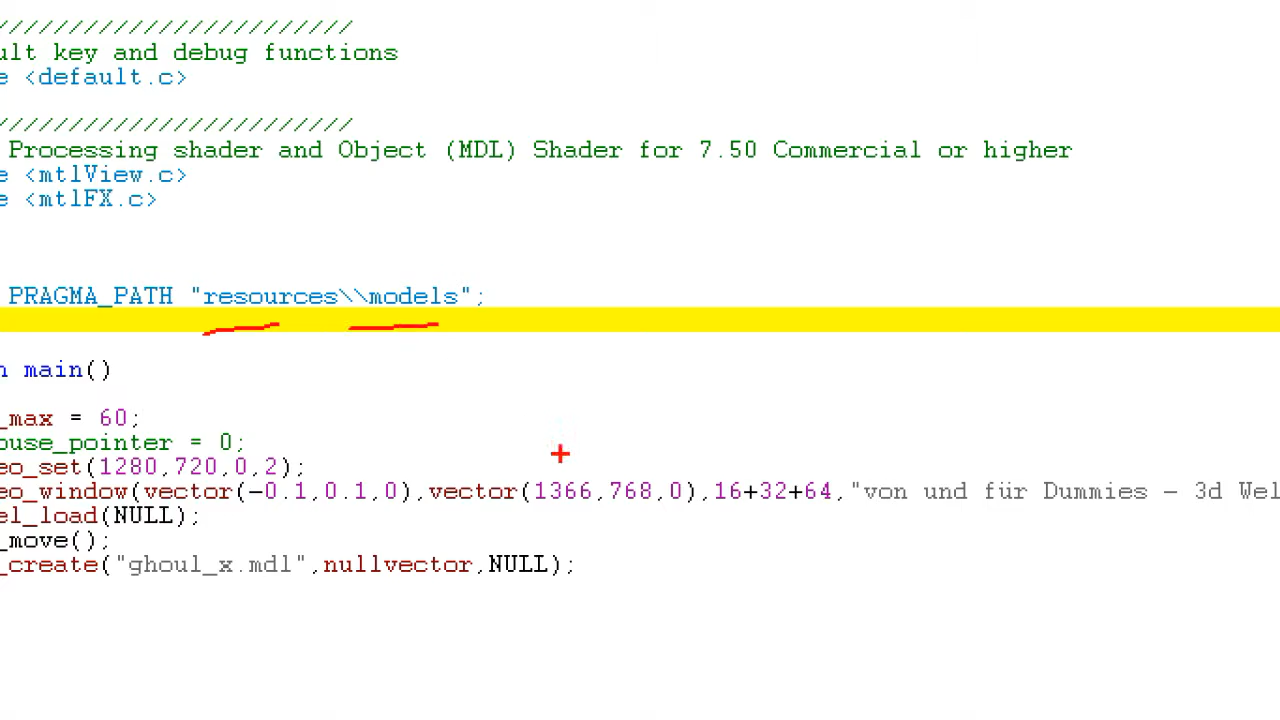 ////////////////////////
ult key and debug functions
e <default.c>
////////////////////////
Processing shader and Object (MDL) Shader for 7.50 Commercial or higher
e <mtlView.c>
e <mtlFX.c>
PRAGMA_PATH "resources\\models";
n main()
_max = 60;
ouse_pointer = 0;
eo_set(1280,720,0,2);
eo_window(vector(-0.1,0.1,0),vector(1366,768,0),16+32+64,"von und für Dummies - 3d Wel
el_load(NULL);
_move();
_create("ghoul_x.mdl",nullvector,NULL);